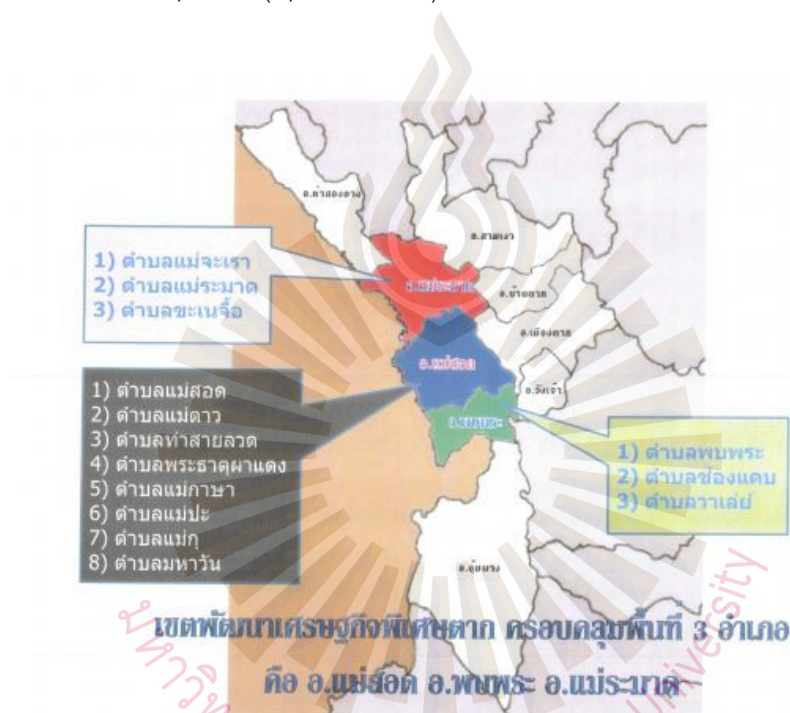 อ.ท่าสองยาง
อ.สามเงา
1) ตำบลแม่จะเรา
2) ตำบลแม่ระมาด
3) ตำบลขะเนจื้อ
อ.แม่ระมาด
อ.บ้านตาก
อ.เมืองตาก
อ.แม่สอด
อ.วังเจ้า
1) ตำบลแม่สอด
2) ตำบลแม่ตาว
3) ตำบลท่าสายลวด
4) ตำบลพระธาตุผาแดง
5) ตำบลแม่กาษา
6) ตำบลแม่ปะ
7) ตำบลแม่กุ
8) ตำบลมหาวัน
อ.พบพระ
1) ตำบลพบพระ
2) ตำบลช่องแคบ
3) ตำบลวาเล่ย์
อ.อุ้มผาง
เขตพัฒนาเศรษฐกิจพิเศษตาก ครอบคลุมพื้นที่ 3 อำเภอ
คือ อ.แม่สอด อ.พบพระ อ.แม่ระมาด
University